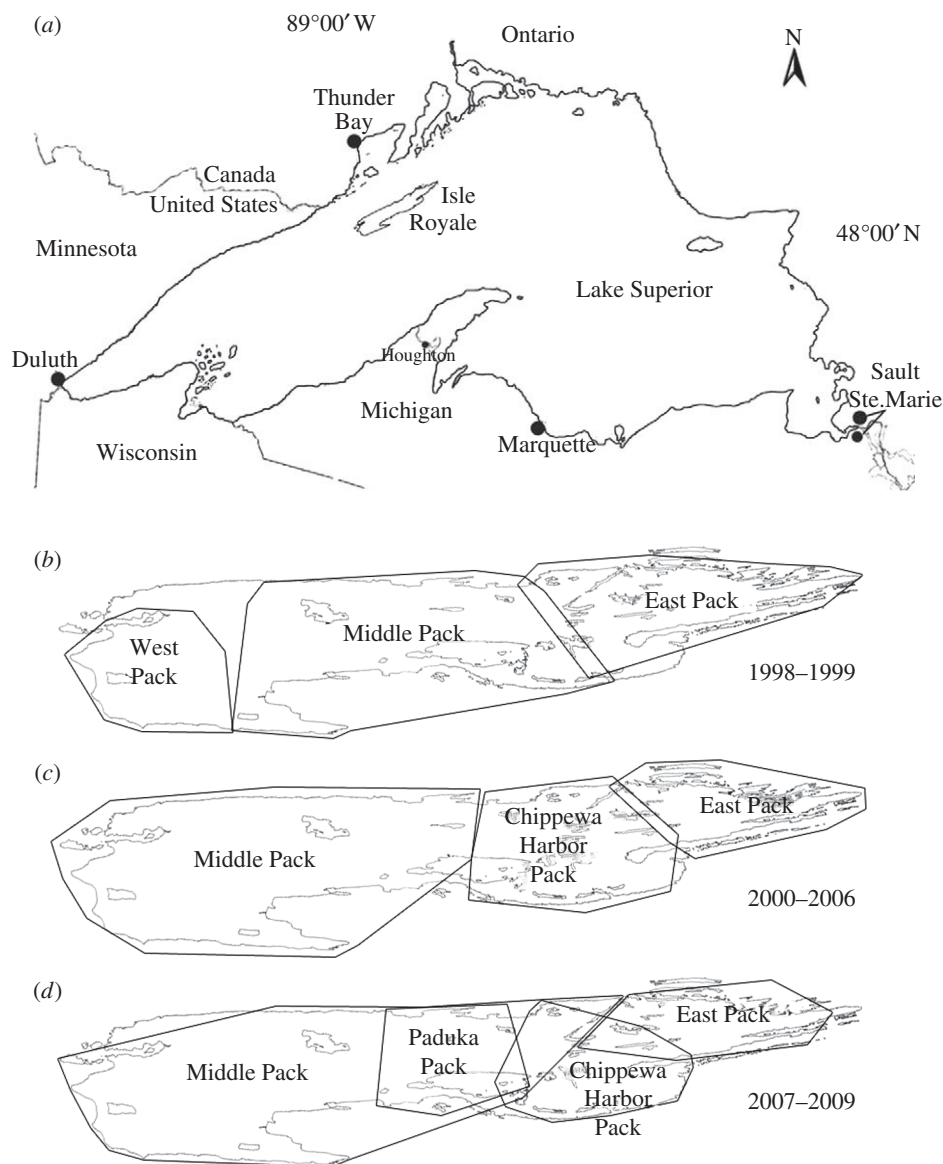 (a)
89°00′ W
Ontario
N
Thunder
Bay
Canada
United States
Isle
Royale
Minnesota
48°00′ N
Lake Superior
Duluth
Houghton
Sault
Ste.Marie
Michigan
Marquette
Wisconsin
(b)
East Pack
Middle Pack
West
Pack
1998–1999
(c)
East Pack
Chippewa
Harbor
Pack
Middle Pack
2000–2006
(d)
East Pack
Paduka
Pack
Middle Pack
Chippewa
Harbor
Pack
2007–2009